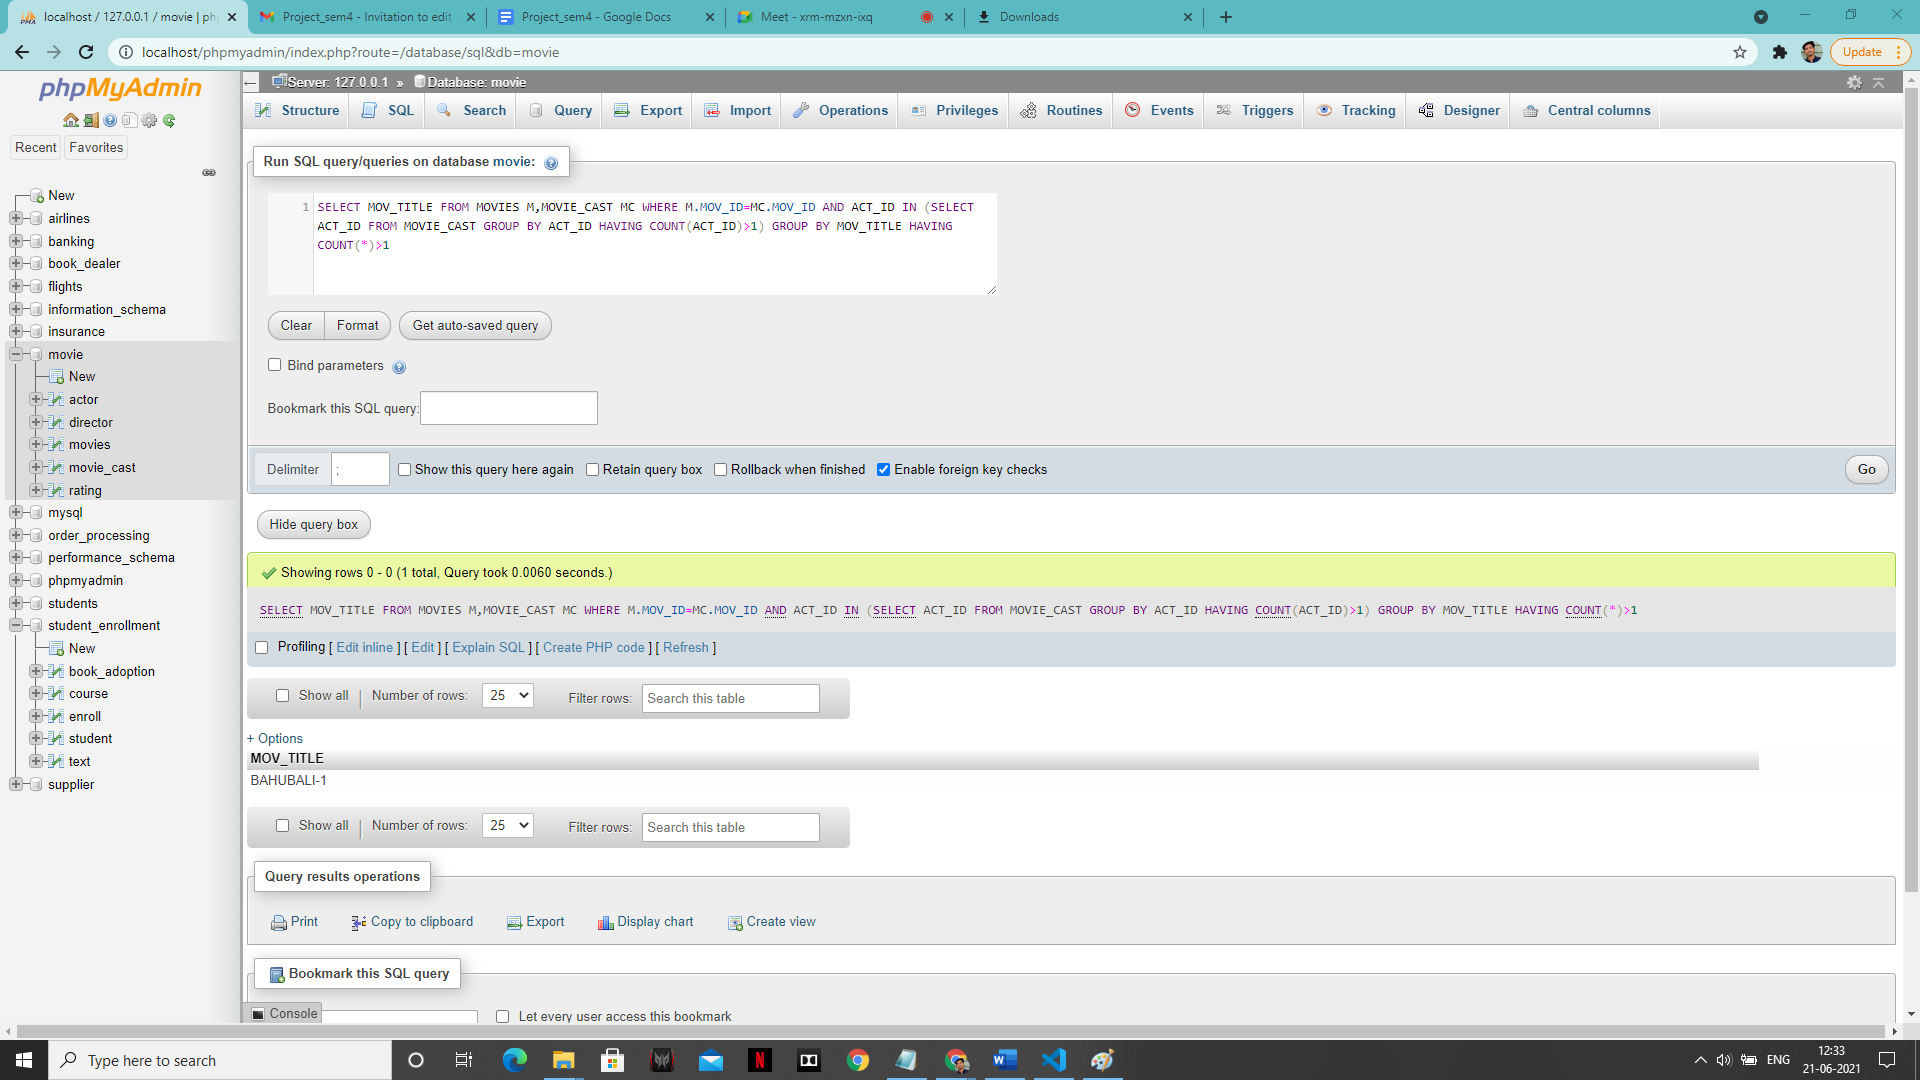 localhost / 127.0.0.1 / movie | ph
Project_sem4 - Invitation to edit
Project_sem4 - Google Docs
Meet - xrm-mzxn-ixq
Downloads
localhost/phpmyadmin/index.php?route=/database/sql&db=movie
Update
phpMyAdmin
Recent
Favorites
New
airlines
banking
book_dealer
flights
information_schema
insurance
movie
New
actor
director
movies
movie_cast
rating
mysql
order_processing
performance_schema
phpmyadmin
students
student_enrollment
New
book_adoption
course
enroll
student
text
supplier
Server: 127.0.0.1 » Database: movie
Structure
SQL
Search
Query
Export
Import
Operations
Privileges
Routines
Events
Triggers
Tracking
Designer
Central columns
Run SQL query/queries on database movie:
1
SELECT MOV_TITLE FROM MOVIES M,MOVIE_CAST MC WHERE M.MOV_ID=MC.MOV_ID AND ACT_ID IN (SELECT
ACT_ID FROM MOVIE_CAST GROUP BY ACT_ID HAVING COUNT(ACT_ID)>1) GROUP BY MOV_TITLE HAVING
COUNT(*)>1
Clear
Format
Get auto-saved query
Bind parameters
Bookmark this SQL query:
Delimiter
;
Show this query here again
Retain query box
Rollback when finished
Enable foreign key checks
Go
Hide query box
Showing rows 0 - 0 (1 total, Query took 0.0060 seconds.)
SELECT MOV_TITLE FROM MOVIES M,MOVIE_CAST MC WHERE M.MOV_ID=MC.MOV_ID AND ACT_ID IN (SELECT ACT_ID FROM MOVIE_CAST GROUP BY ACT_ID HAVING COUNT(ACT_ID)>1) GROUP BY MOV_TITLE HAVING COUNT(*)>1
Profiling [ Edit inline ] [ Edit ] [ Explain SQL ] [ Create PHP code ] [ Refresh ]
Show all
Number of rows:
25
Filter rows:
Search this table
+ Options
MOV_TITLE
BAHUBALI-1
Show all
Number of rows:
25
Filter rows:
Search this table
Query results operations
Print
Copy to clipboard
Export
Display chart
Create view
Bookmark this SQL query
Console
Let every user access this bookmark
Type here to search
ENG
12:33
21-06-2021